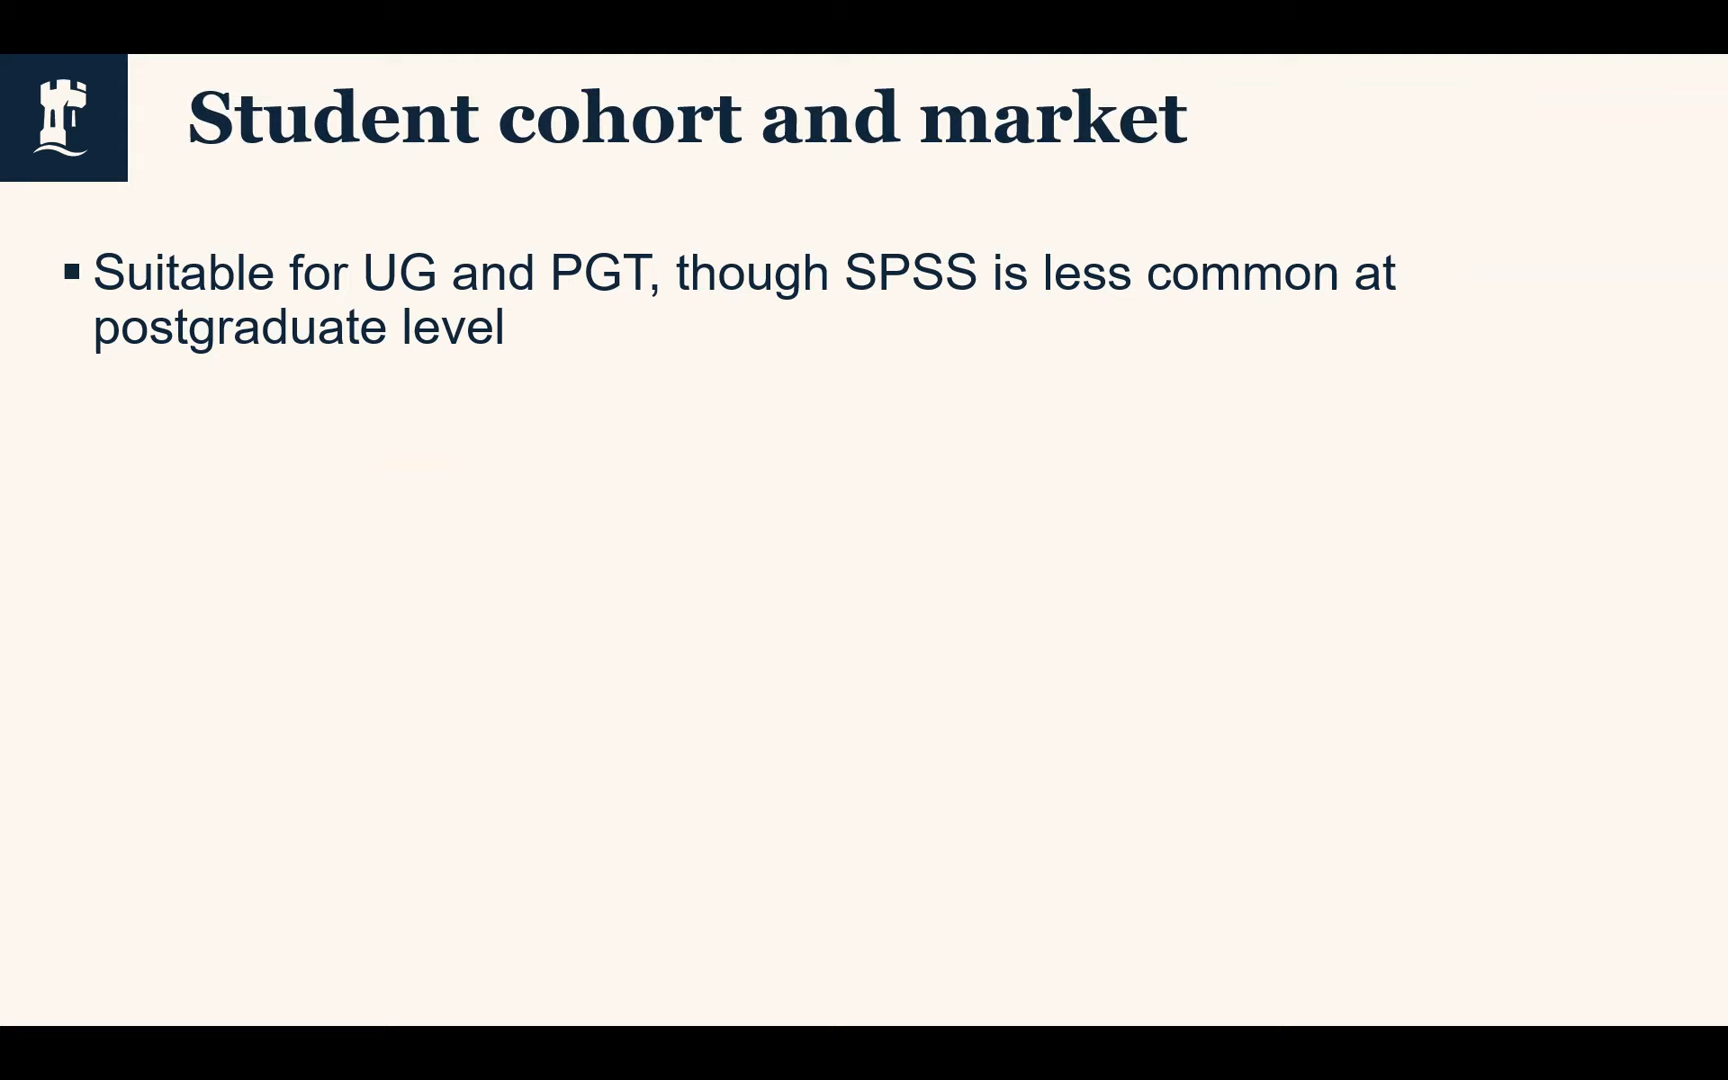 Student cohort and market
▪ Suitable for UG and PGT, though SPSS is less common at
postgraduate level